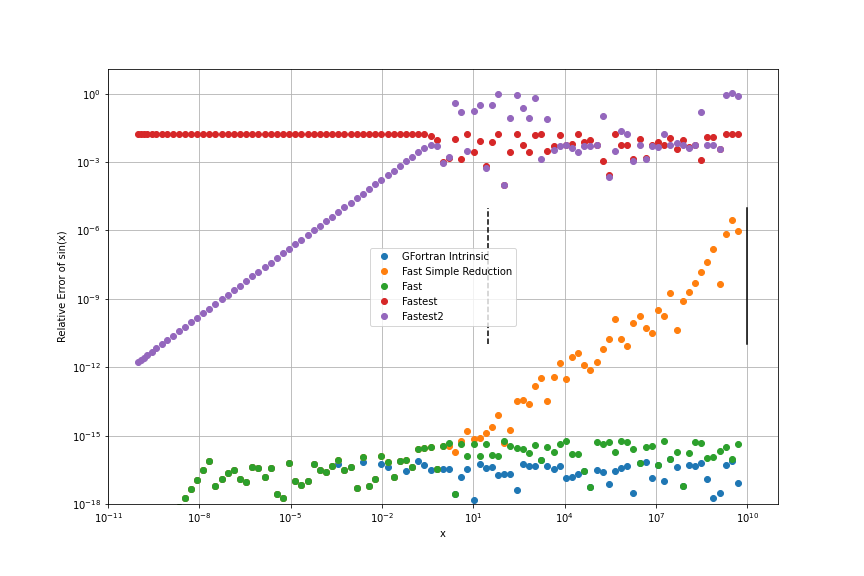 10⁰
10⁻³
10⁻⁶
10⁻⁹
10⁻¹²
10⁻¹⁵
10⁻¹⁸
Relative Error of sin(x)
GFortran Intrinsic
Fast Simple Reduction
Fast
Fastest
Fastest2
10⁻¹¹ 10⁻⁸ 10⁻⁵ 10⁻² 10¹ 10⁴ 10⁷ 10¹⁰
x